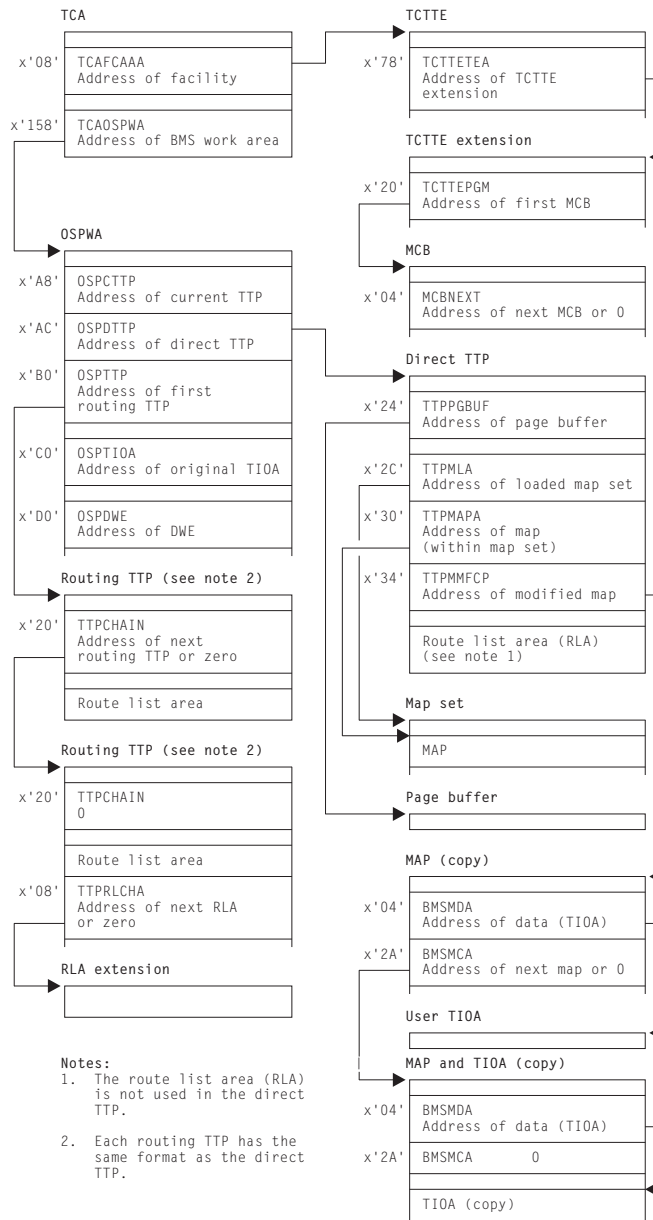 TCA
x'08' TCAFCAAA
Address of facility
x'158' TCAOSPWA
Address of BMS work area
OSPWA
x'A8' OSPCTTP
Address of current TTP
x'AC' OSPDTTP
Address of direct TTP
x'B0' OSPTTP
Address of first
routing TTP
x'C0' OSPTIOA
Address of original TIOA
x'D0' OSPDWE
Address of DWE
Routing TTP (see note 2)
x'20' TTPCHAIN
Address of next
routing TTP or zero
Route list area
Routing TTP (see note 2)
x'20' TTPCHAIN
0
Route list area
x'08' TTPRLCHA
Address of next RLA
or zero
RLA extension
Notes:
1. The route list area (RLA)
is not used in the direct
TTP.
2. Each routing TTP has the
same format as the direct
TTP.
TCTTE
x'78' TCTTETEA
Address of TCTTE
extension
TCTTE extension
x'20' TCTTEPGM
Address of first MCB
MCB
x'04' MCBNEXT
Address of next MCB or 0
Direct TTP
x'24' TTPPGBUF
Address of page buffer
x'2C' TTPMLA
Address of loaded map set
x'30' TTPMAPA
Address of map
(within map set)
x'34' TTPMMFCP
Address of modified map
Route list area (RLA)
(see note 1)
Map set
MAP
Page buffer
MAP (copy)
x'04' BMSMDA
Address of data (TIOA)
x'2A' BMSMCA
Address of next map or 0
User TIOA
MAP and TIOA (copy)
x'04' BMSMDA
Address of data (TIOA)
x'2A' BMSMCA 0
TIOA (copy)